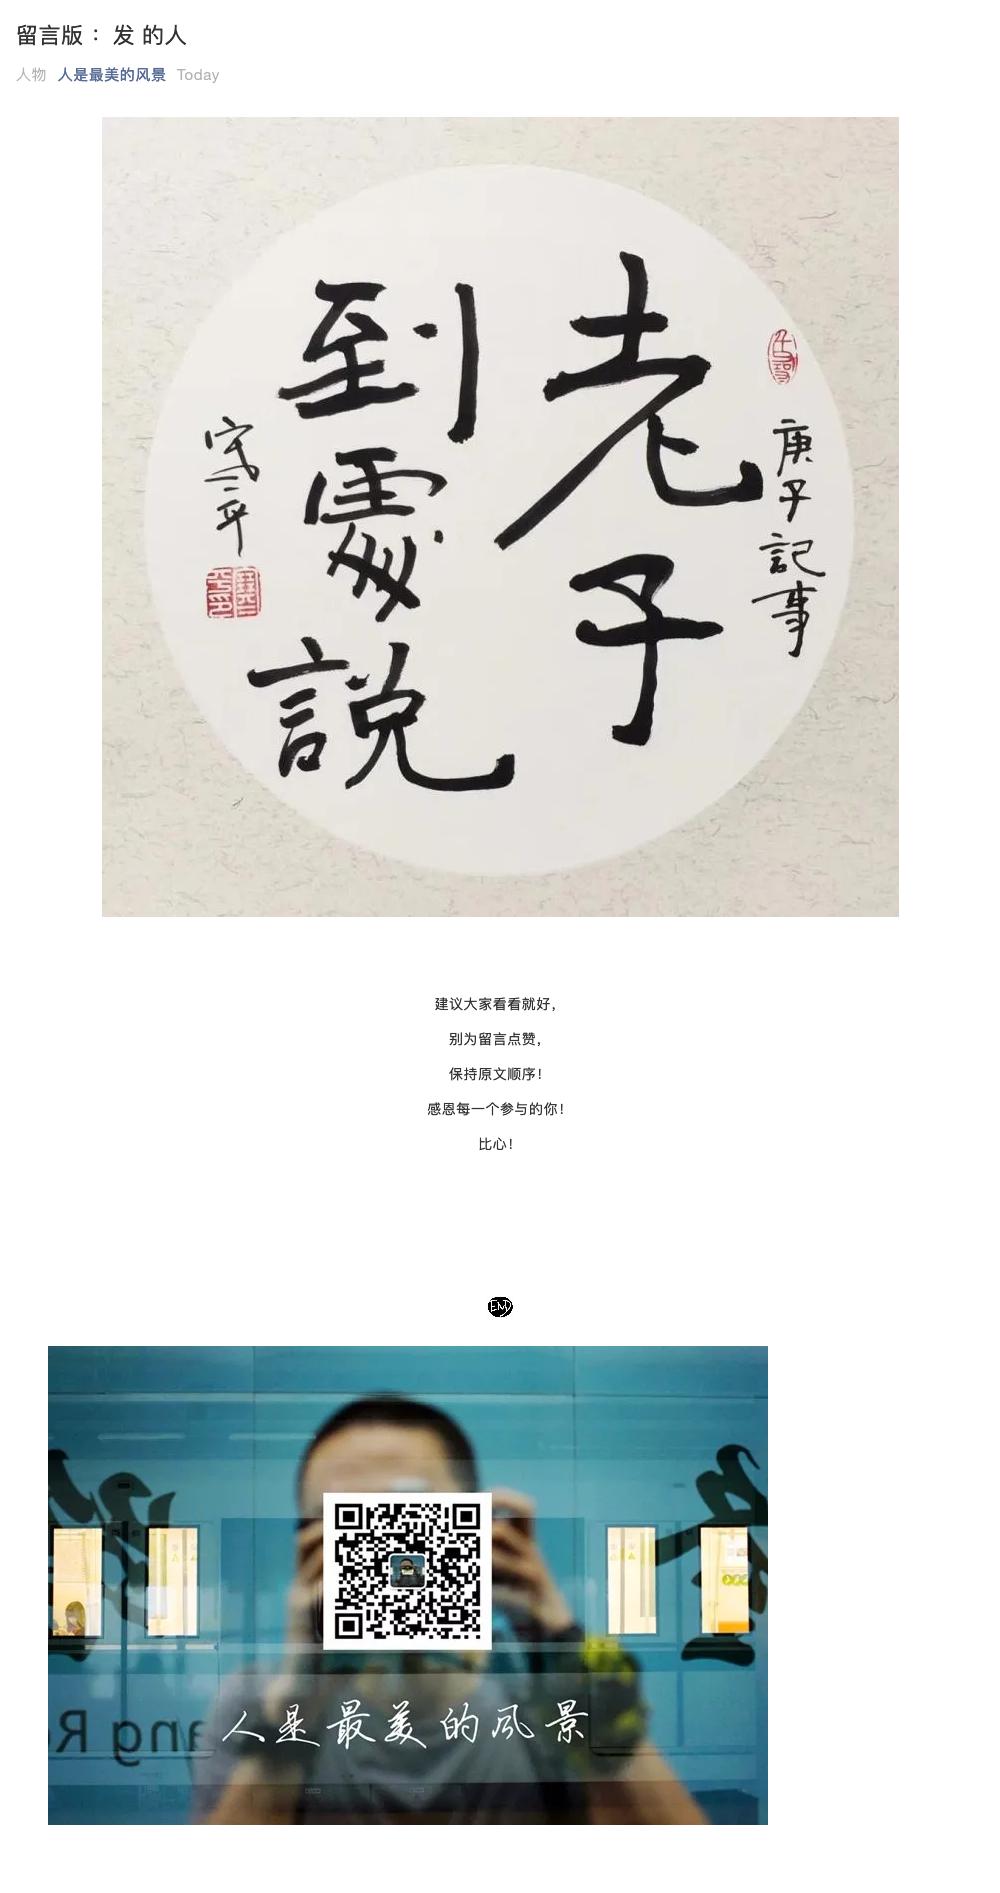 留言版 ： 发 的人
人物 人是最美的风景 Today
庚子記事
老子
到處說
建议大家看看就好，
别为留言点赞，
保持原文顺序！
感恩每一个参与的你！
比心！
END
人是最美的風景
ang R